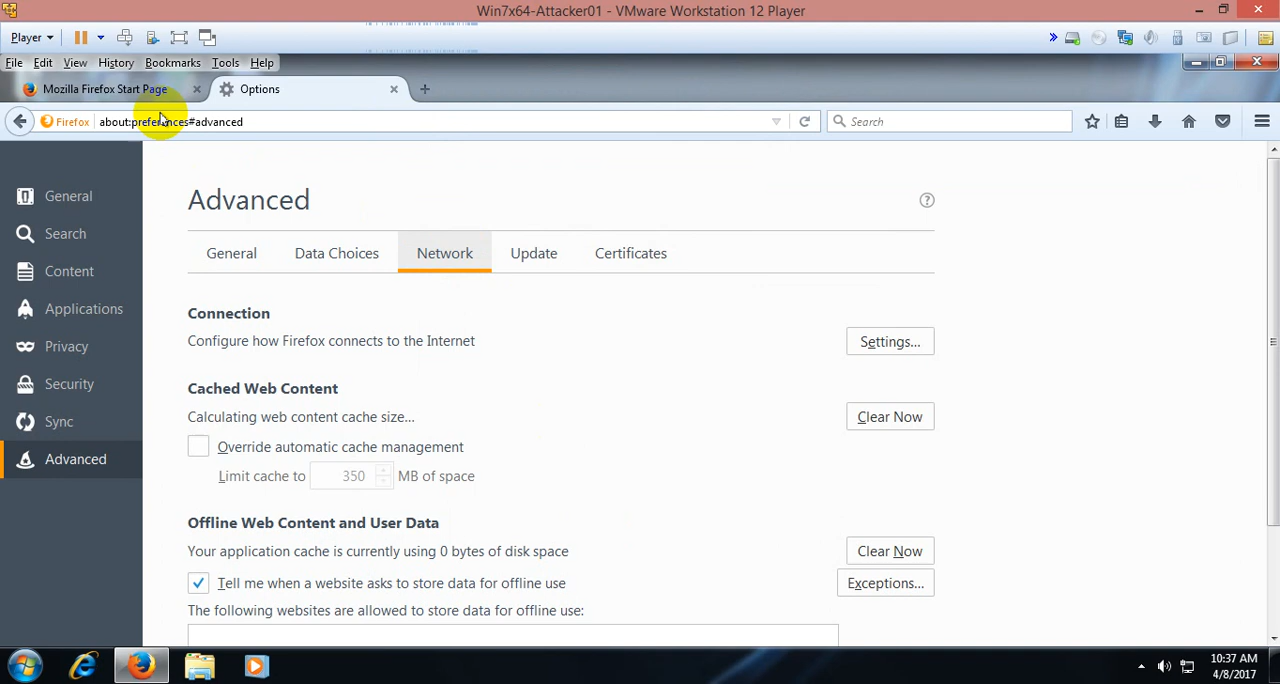 Win7x64-Attacker01 - VMware Workstation 12 Player
Player
File Edit View History Bookmarks Tools Help
Mozilla Firefox Start Page
Options
Firefox about:preferences#advanced
Search
General
Search
Content
Applications
Privacy
Security
Sync
Advanced
Advanced
General Data Choices Network Update Certificates
Connection
Configure how Firefox connects to the Internet
Settings...
Cached Web Content
Calculating web content cache size...
Clear Now
Override automatic cache management
Limit cache to 350 MB of space
Offline Web Content and User Data
Your application cache is currently using 0 bytes of disk space
Clear Now
Tell me when a website asks to store data for offline use
Exceptions...
The following websites are allowed to store data for offline use:
10:37 AM
4/8/2017